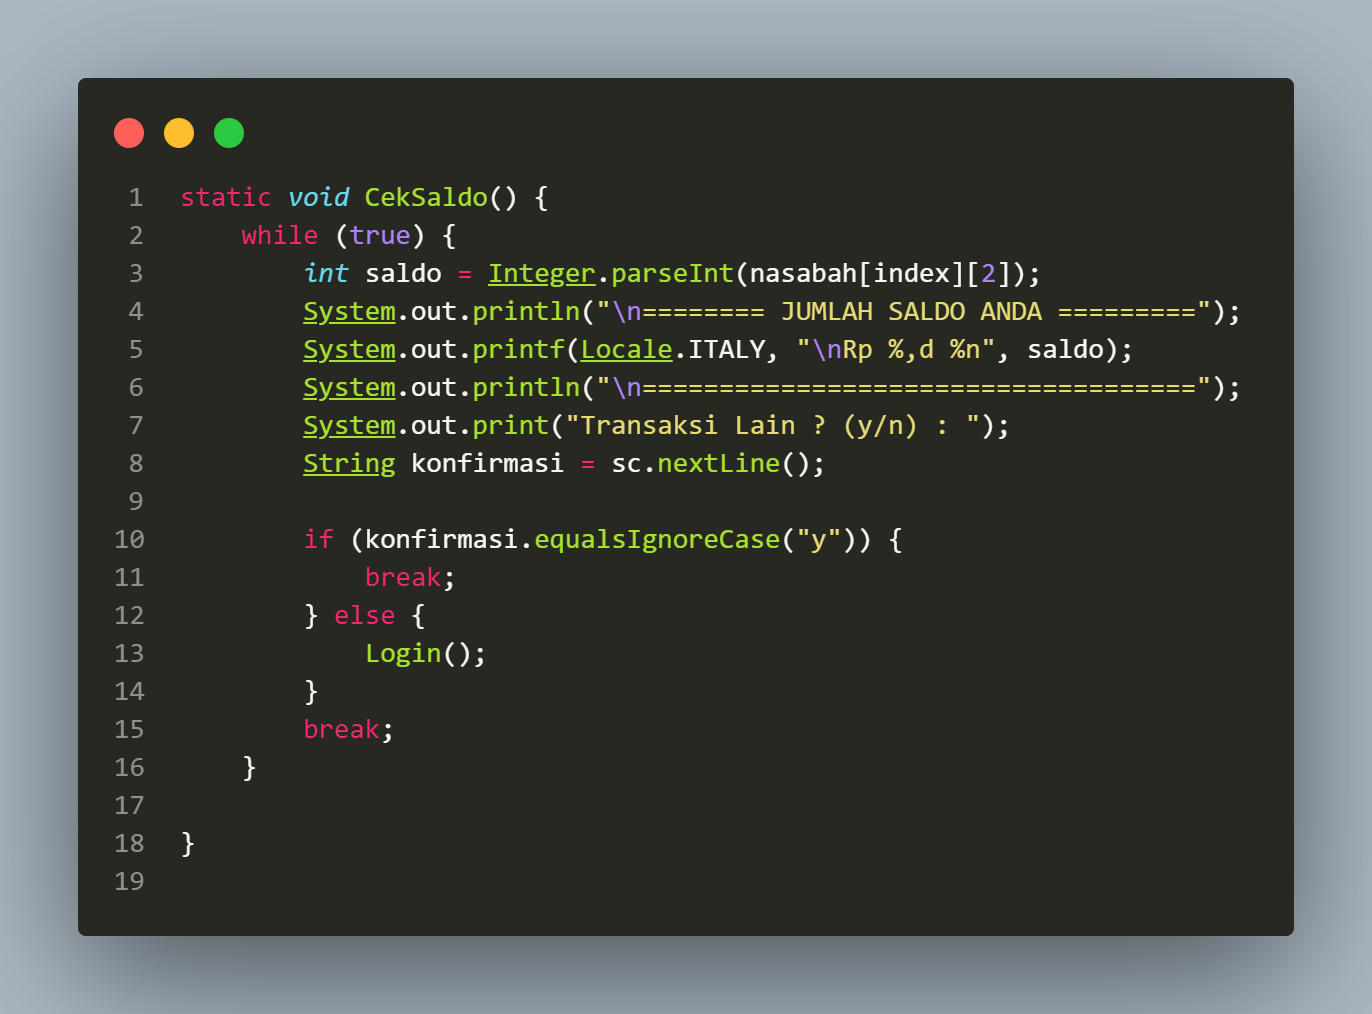 1 static void CekSaldo() {
2     while (true) {
3         int saldo = Integer.parseInt(nasabah[index][2]);
4         System.out.println("\n======== JUMLAH SALDO ANDA =========");
5         System.out.printf(Locale.ITALY, "\nRp %,d %n", saldo);
6         System.out.println("\n====================================");
7         System.out.print("Transaksi Lain ? (y/n) : ");
8         String konfirmasi = sc.nextLine();
9
10         if (konfirmasi.equalsIgnoreCase("y")) {
11             break;
12         } else {
13             Login();
14         }
15         break;
16     }
17
18 }
19